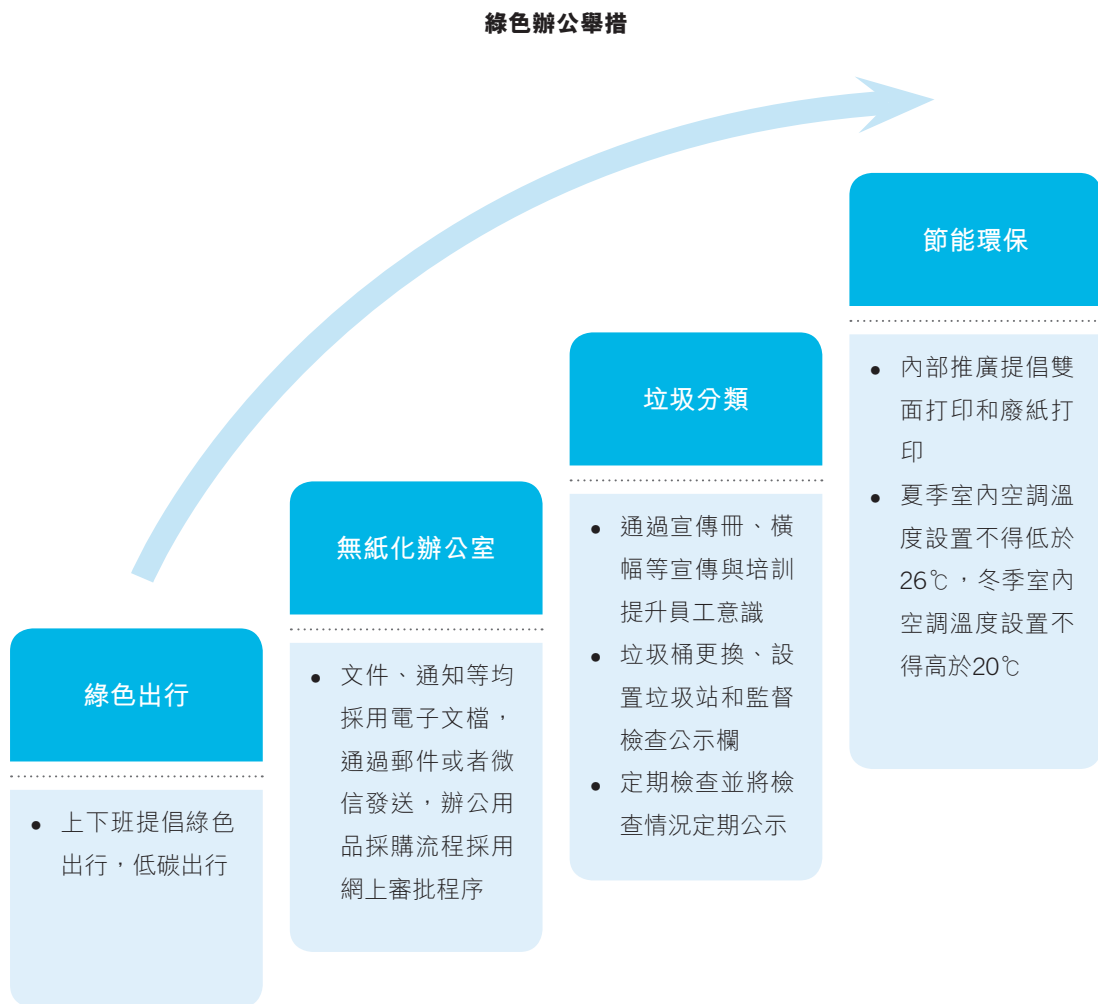 綠色辦公舉措
綠色出行
● 上下班提倡綠色
出行，低碳出行
無紙化辦公室
● 文件、通知等均
採用電子文檔，
通過郵件或者微
信發送，辦公用
品採購流程採用
網上審批程序
垃圾分類
● 通過宣傳冊、橫
幅等宣傳與培訓
提升員工意識
● 垃圾桶更換、設
置垃圾站和監督
檢查公示欄
● 定期檢查並將檢
查情況定期公示
節能環保
● 內部推廣提倡雙
面打印和廢紙打
印
● 夏季室內空調溫
度設置不得低於
26℃，冬季室內
空調溫度設置不
得高於20℃